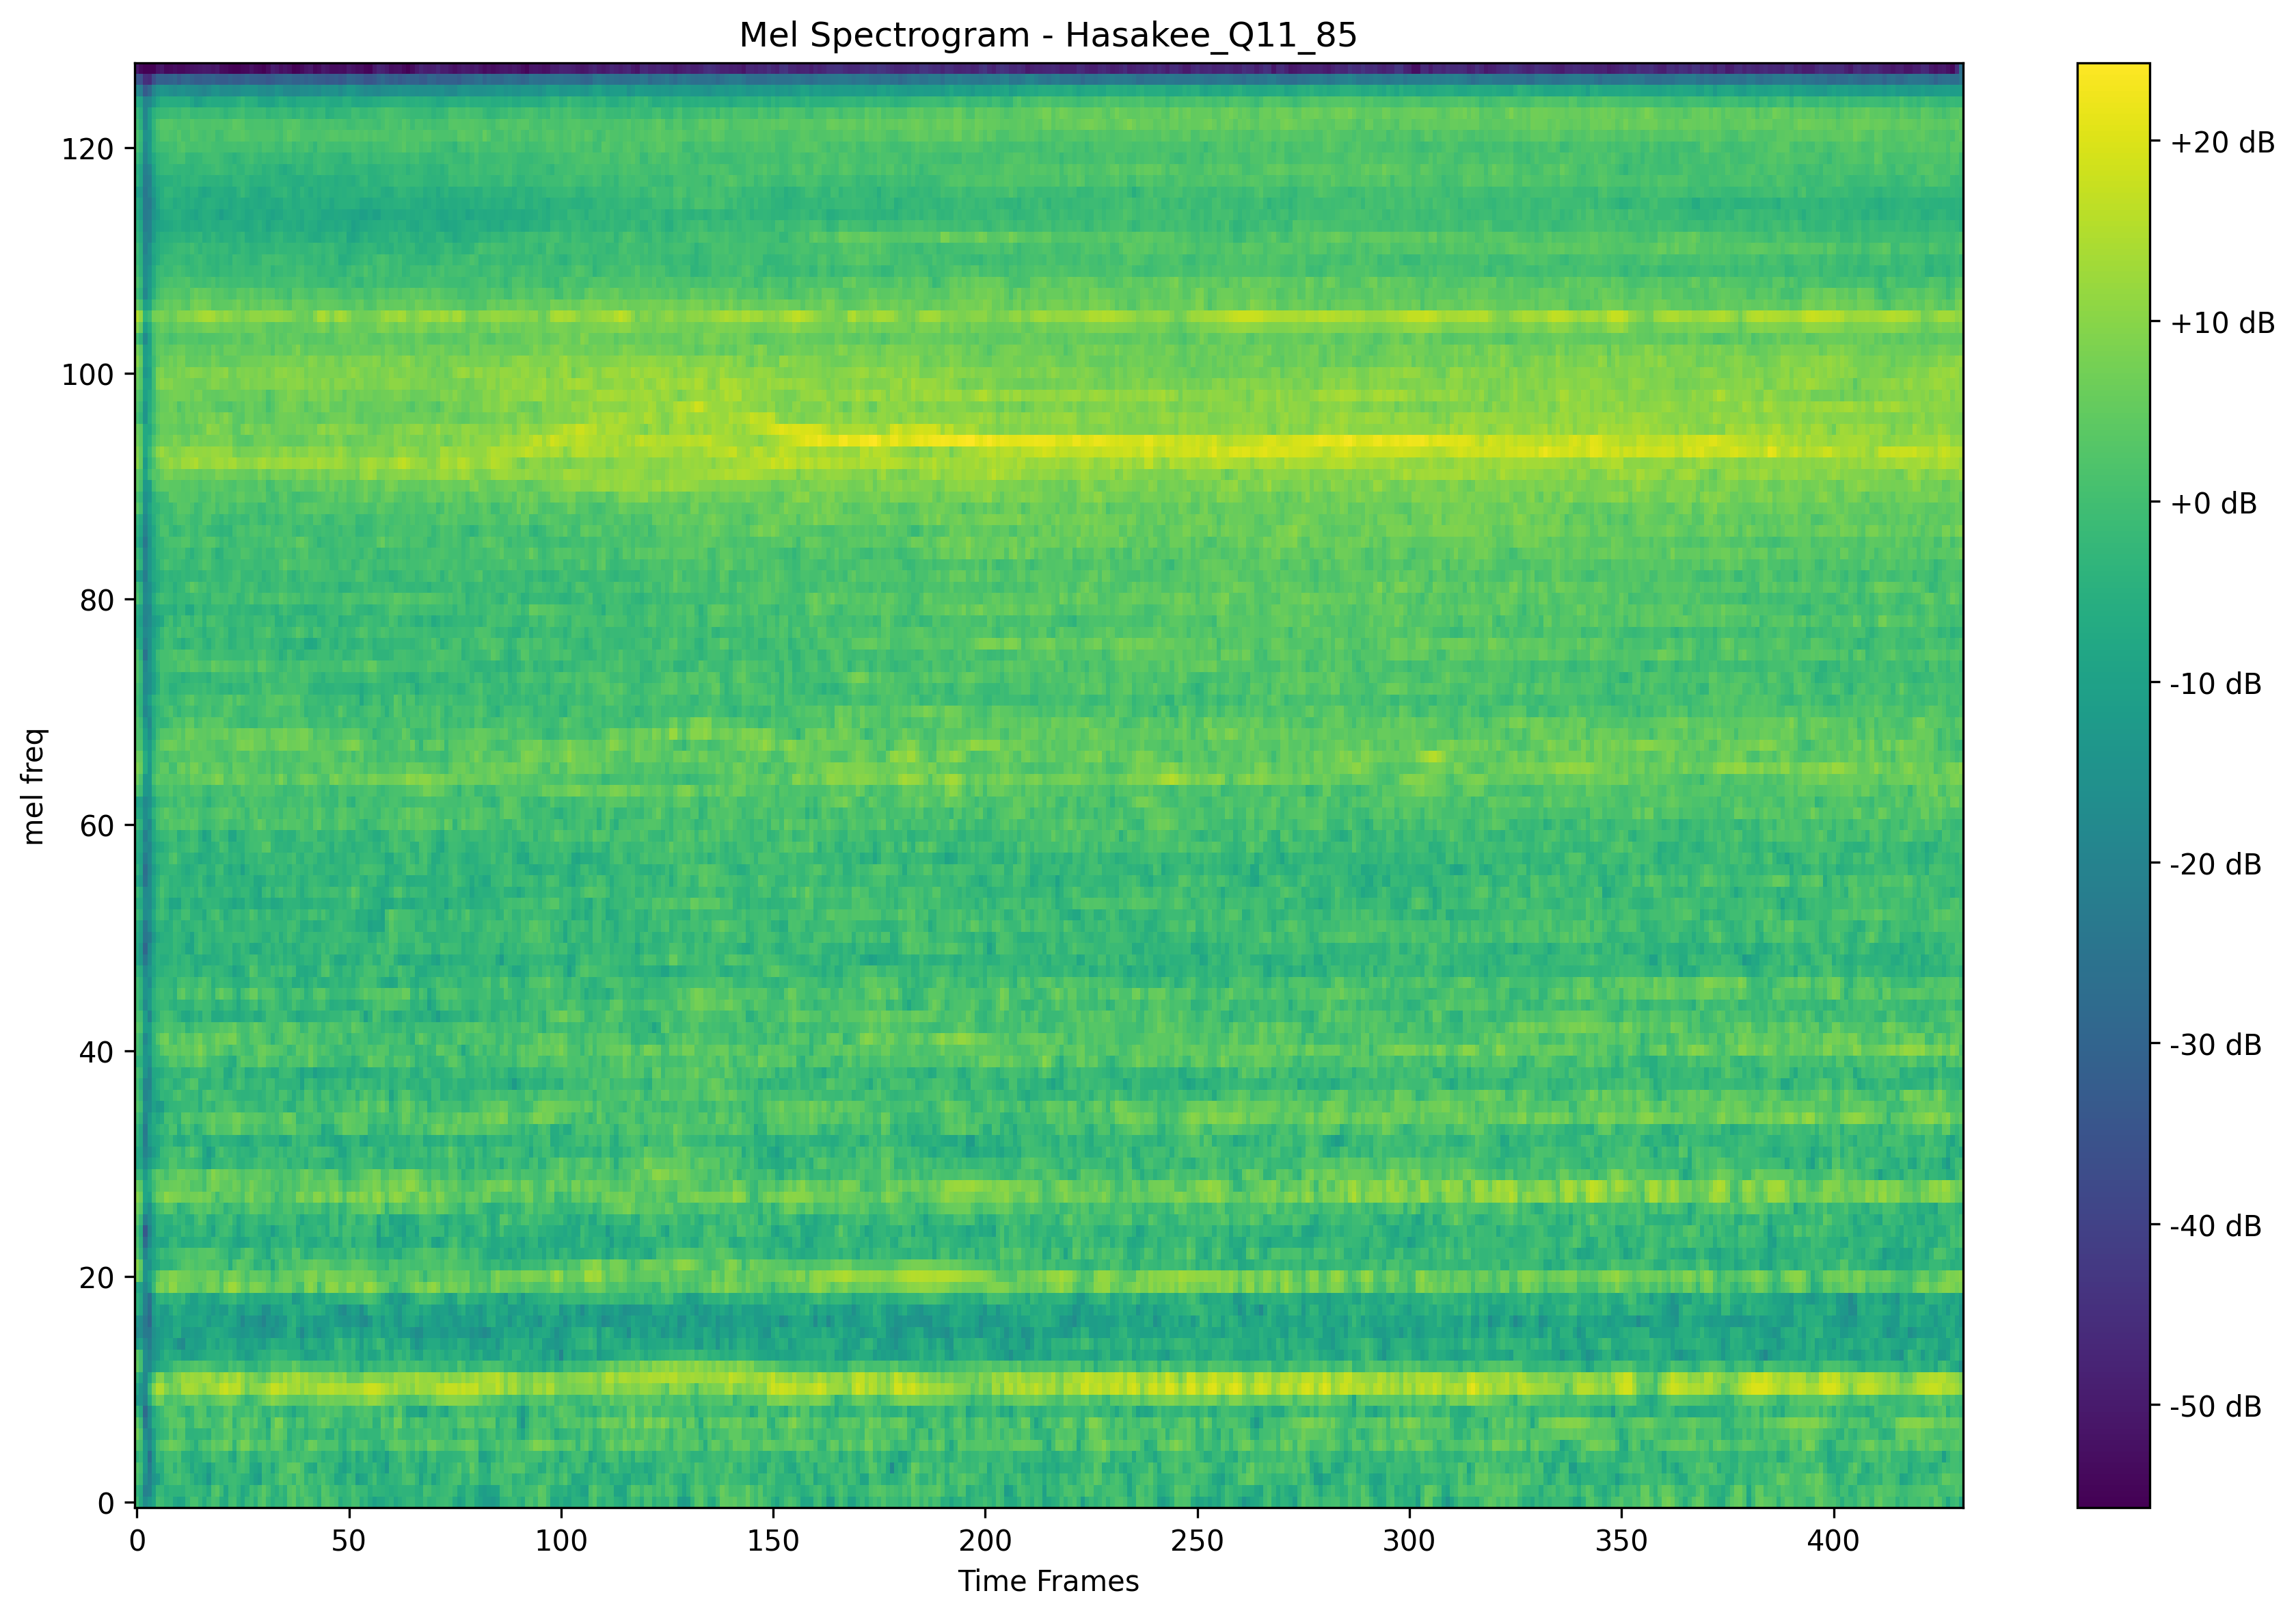 Mel Spectrogram - Hasakee_Q11_85
mel freq
120
100
80
60
40
20
0
0 50 100 150 200 250 300 350 400
Time Frames
+20 dB
+10 dB
+0 dB
-10 dB
-20 dB
-30 dB
-40 dB
-50 dB